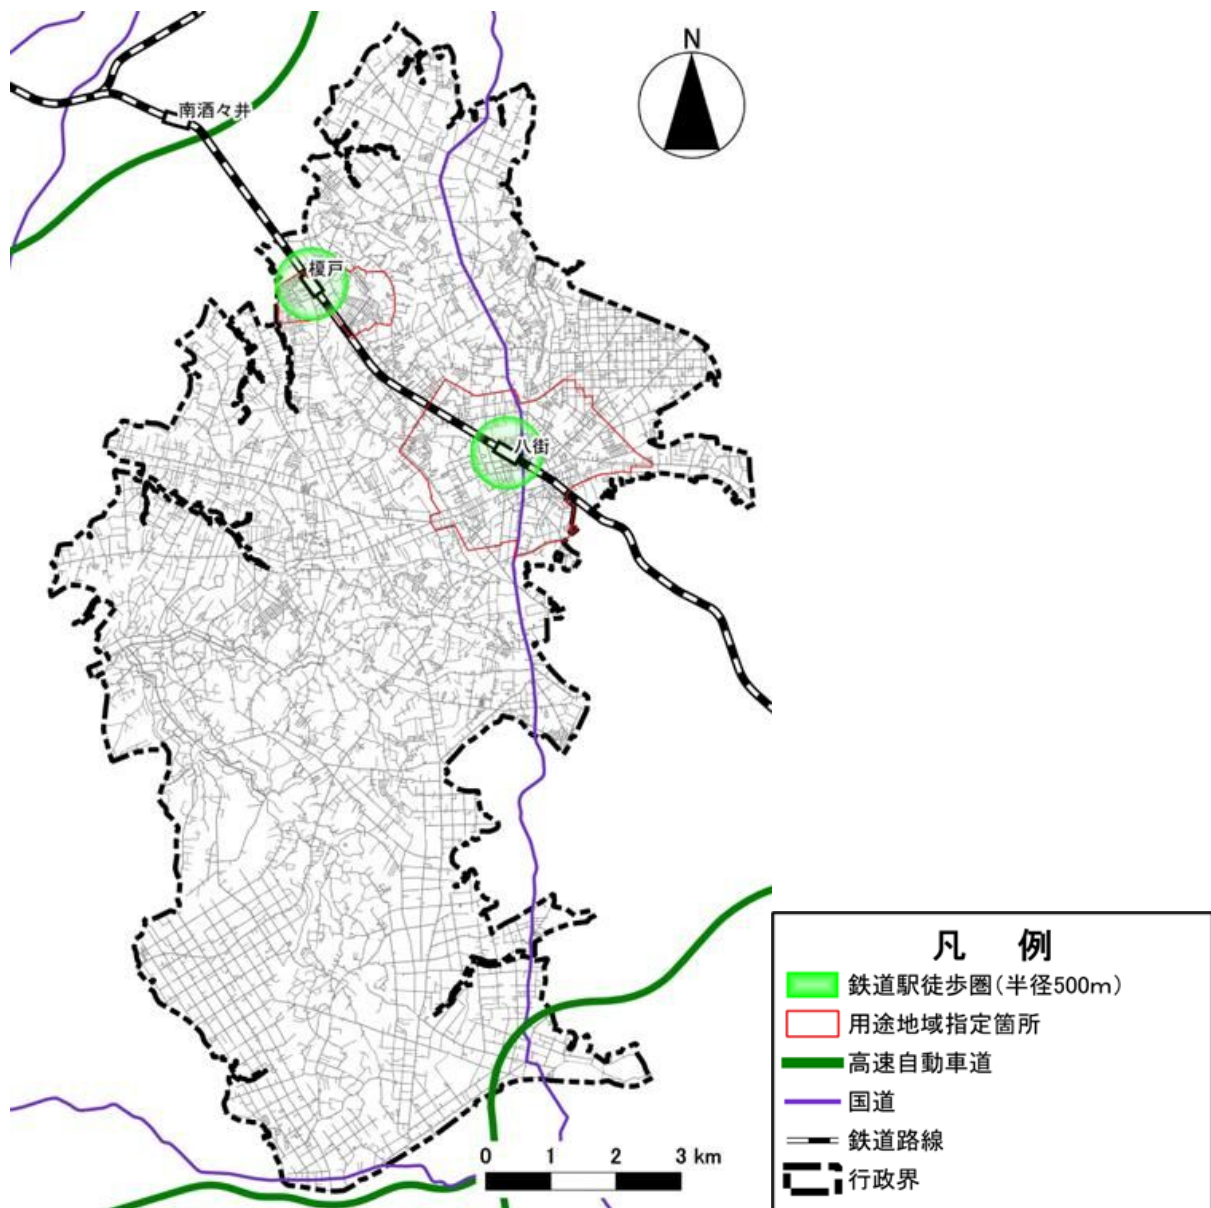 N
南酒々井
榎戸
八街
0 1 2 3 km
凡 例
鉄道駅徒歩圏(半径500m)
用途地域指定箇所
高速自動車道
国道
鉄道路線
行政界